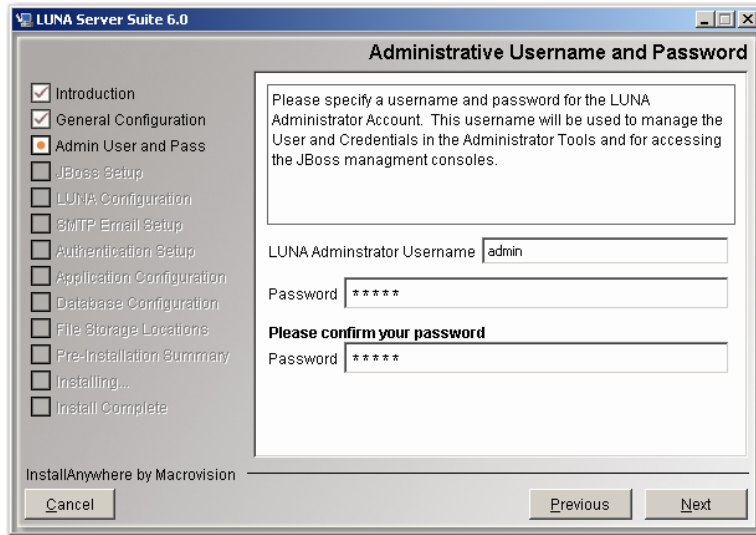 LUNA Server Suite 6.0
Administrative Username and Password
Introduction
General Configuration
Admin User and Pass
JBoss Setup
LUNA Configuration
SMTP Email Setup
Authentication Setup
Application Configuration
Database Configuration
File Storage Locations
Pre-Installation Summary
Installing...
Install Complete
Please specify a username and password for the LUNA
Administrator Account.  This username will be used to manage the
User and Credentials in the Administrator Tools and for accessing
the JBoss managment consoles.
LUNA Adminstrator Username admin
Password *****
Please confirm your password
Password *****
InstallAnywhere by Macrovision
Cancel
Previous
Next